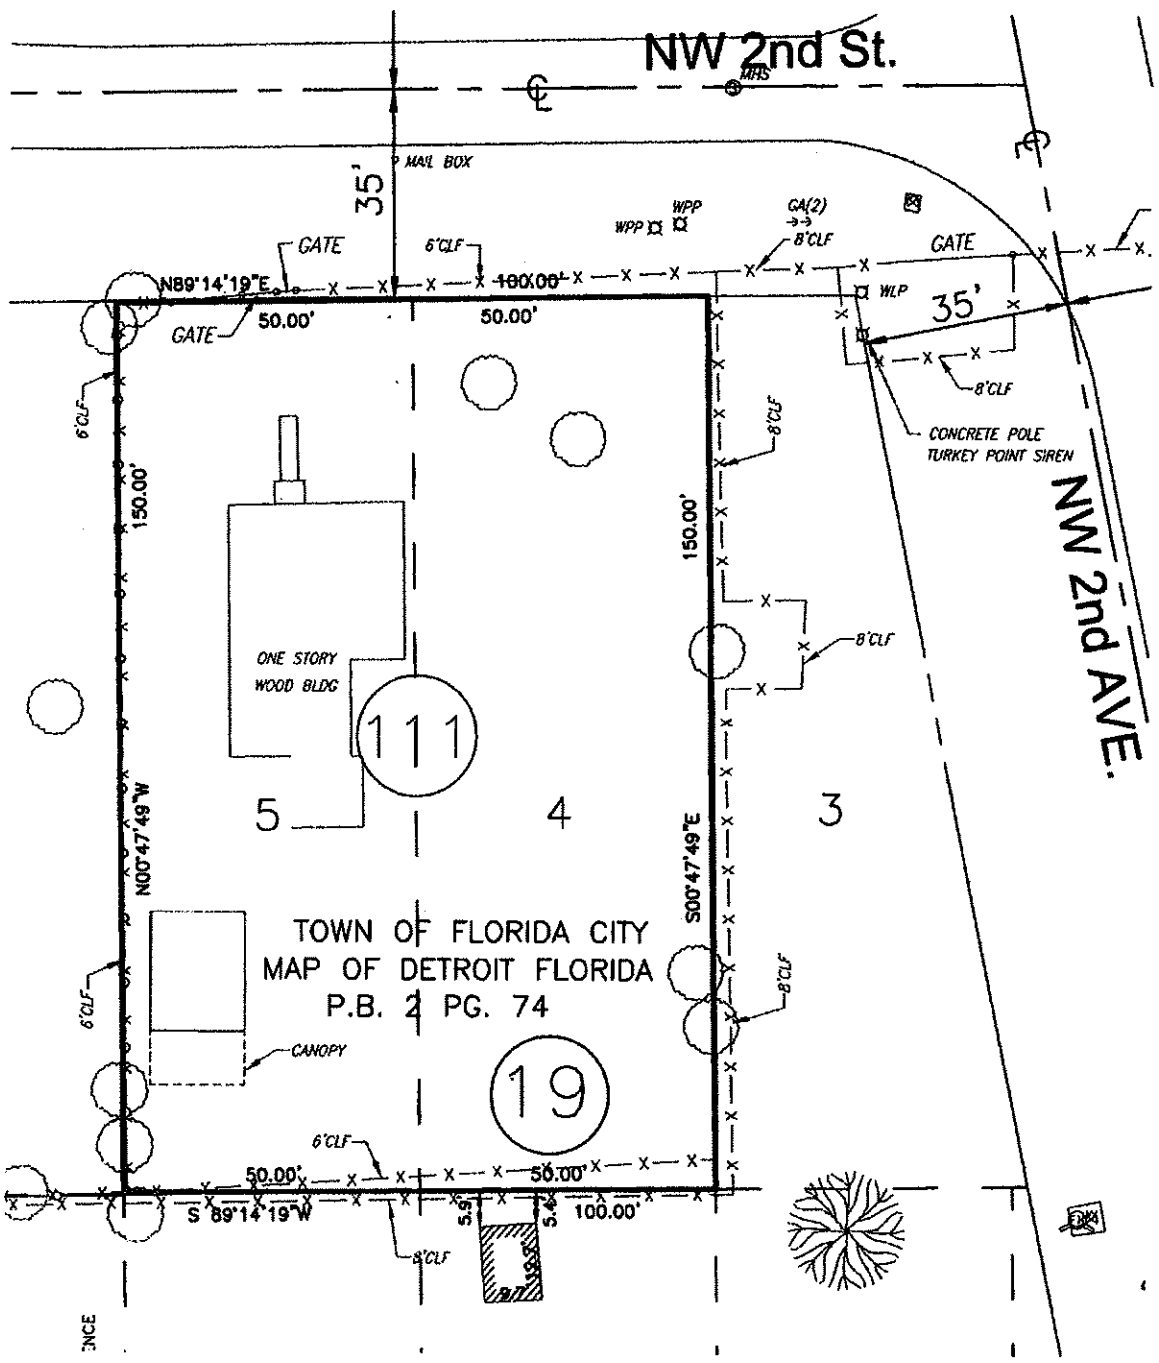 NW 2nd St.
MHS
℄
℄
35'
MAIL BOX
WPP
WPP
GA(2)
8'CLF
GATE
6'CLF
GATE
N89°14'19"E
100.00'
WLP
35'
GATE
50.00'
50.00'
8'CLF
6'CLF
8'CLF
CONCRETE POLE
TURKEY POINT SIREN
150.00'
150.00'
NW 2nd AVE.
ONE STORY
WOOD BLDG
8'CLF
111
5
4
3
N00°47'49"W
S00°47'49"E
TOWN OF FLORIDA CITY
MAP OF DETROIT FLORIDA
P.B. 2 PG. 74
6'CLF
8'CLF
CANOPY
19
6'CLF
50.00'
50.00'
S 89°14'19"W
5.9'
5.4'
100.00'
8'CLF
ENCE